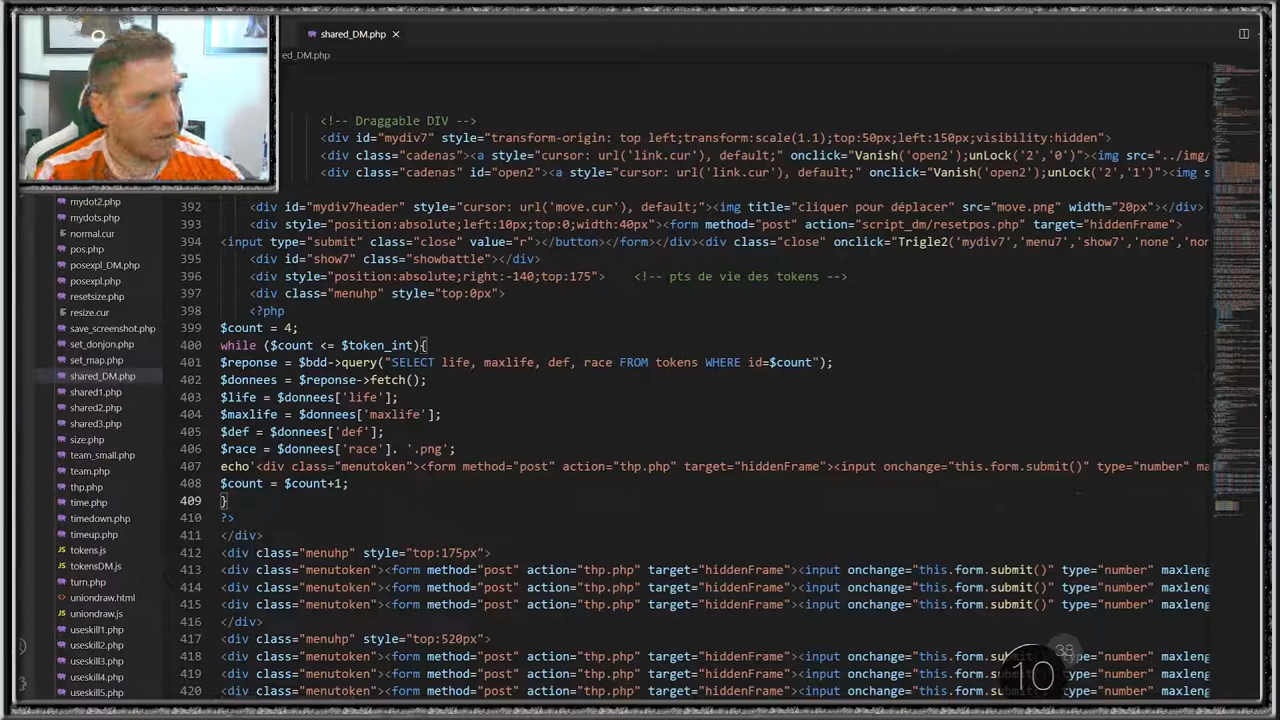 shared_DM.php ×
ed_DM.php
<!-- Draggable DIV -->
<div id="mydiv7" style="transform-origin: top left;transform:scale(1.1);top:50px;left:150px;visibility:hidden">
<div class="cadenas"><a style="cursor: url('link.cur'), default;" onclick="Vanish('open2');unLock('2','0')"><img src="../img/
<div class="cadenas" id="open2"><a style="cursor: url('link.cur'), default;" onclick="Vanish('open2');unLock('2','1')"><img s
392 <div id="mydiv7header" style="cursor: url('move.cur'), default;"><img title="cliquer pour déplacer" src="move.png" width="20px"></div>
393 <div style="position:absolute;left:100px;top:0;width:40px"><form method="post" action="script_dm/resetpos.php" target="hiddenFrame">
394 <input type="submit" class="close" value="r"></button></form></div><div class="close" onclick="Trigle2('mydiv7','menu7','show7','none','non
395 <div id="show7" class="showbattle"></div>
396 <div style="position:absolute;right:-140px;top:175"> <!-- pts de vie des tokens -->
397 <div class="menuhp" style="top:0px">
398 <?php
399 $count = 4;
400 while ($count <= $token_int){
401 $reponse = $bdd->query("SELECT life, maxlife, def, race FROM tokens WHERE id=$count");
402 $donnees = $reponse->fetch();
403 $life = $donnees['life'];
404 $maxlife = $donnees['maxlife'];
405 $def = $donnees['def'];
406 $race = $donnees['race']. '.png';
407 echo'<div class="menutoken"><form method="post" action="thp.php" target="hiddenFrame"><input onchange="this.form.submit()" type="number" ma
408 $count = $count+1;
409 }
410 ?>
411 </div>
412 <div class="menuhp" style="top:175px">
413 <div class="menutoken"><form method="post" action="thp.php" target="hiddenFrame"><input onchange="this.form.submit()" type="number" maxleng
414 <div class="menutoken"><form method="post" action="thp.php" target="hiddenFrame"><input onchange="this.form.submit()" type="number" maxleng
415 <div class="menutoken"><form method="post" action="thp.php" target="hiddenFrame"><input onchange="this.form.submit()" type="number" maxleng
416 </div>
417 <div class="menuhp" style="top:520px">
418 <div class="menutoken"><form method="post" action="thp.php" target="hiddenFrame"><input onchange="this.form.submit()" type="number" maxleng
419 <div class="menutoken"><form method="post" action="thp.php" target="hiddenFrame"><input onchange="this.form.submit()" type="number" maxleng
420 <div class="menutoken"><form method="post" action="thp.php" target="hiddenFrame"><input onchange="this.form.submit()" type="number" maxleng
mydot2.php
mydots.php
normal.cur
pos.php
posexpl_DM.php
posexpl.php
resetsize.php
resize.cur
save_screenshot.php
set_donjon.php
set_map.php
shared_DM.php
shared1.php
shared2.php
shared3.php
size.php
team_small.php
team.php
thp.php
time.php
timedown.php
timeup.php
tokens.js
tokensDM.js
turn.php
uniondraw.html
uniondraw.js
useskill1.php
useskill2.php
useskill3.php
useskill4.php
useskill5.php
10
38